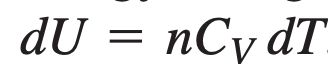 dU = nC_V dT.